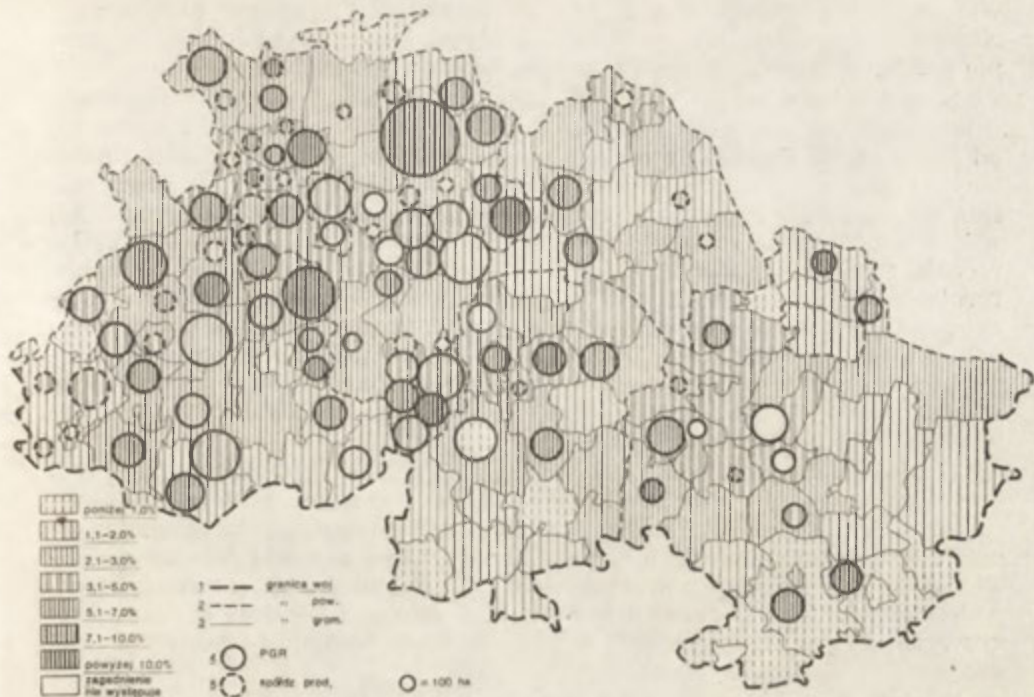 poniżej 1,0%
1,1–2,0%
2,1–3,0%
3,1–5,0%
5,1–7,0%
7,1–10,0%
powyżej 10,0%
zagadnienie
nie występuje
1 granica woj.
2 " pow.
3 " grom.
PGR
5 spółdz prod,
= 100 ha